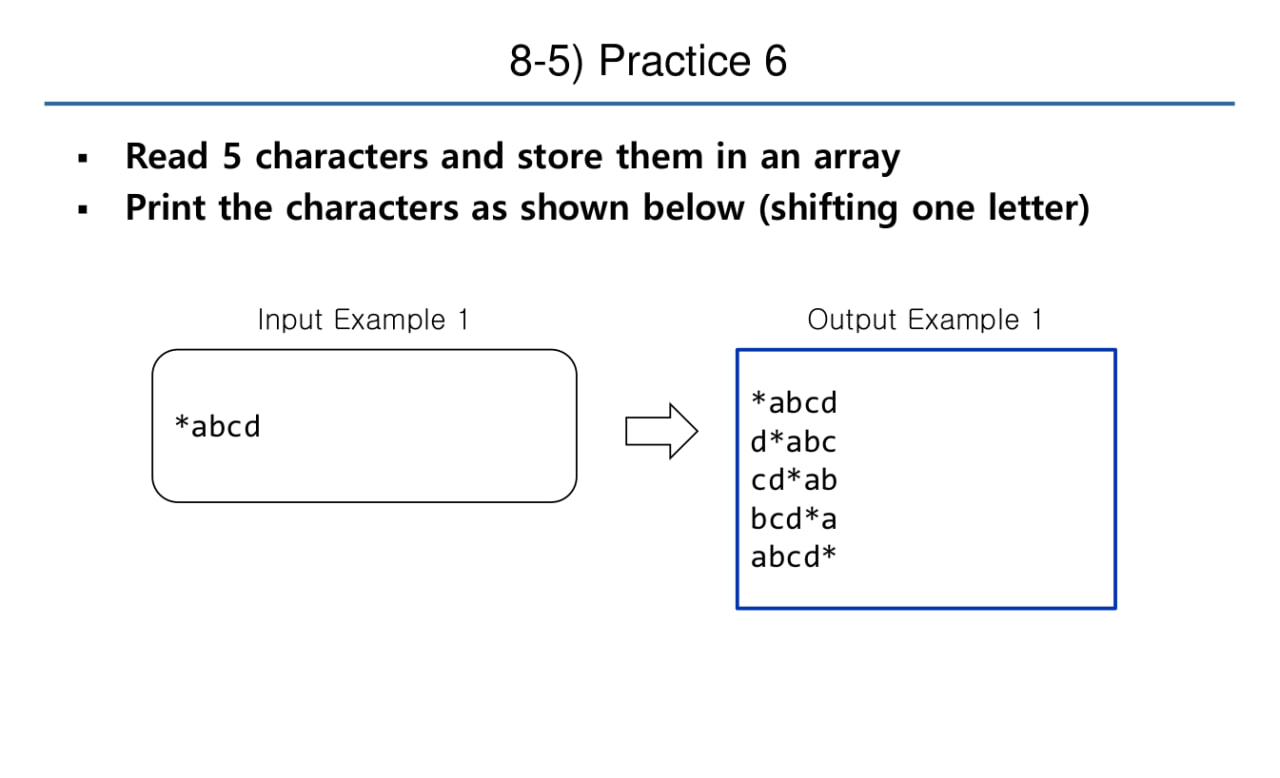 8-5) Practice 6
▪ Read 5 characters and store them in an array
▪ Print the characters as shown below (shifting one letter)
Input Example 1
*abcd
Output Example 1
*abcd
d*abc
cd*ab
bcd*a
abcd*